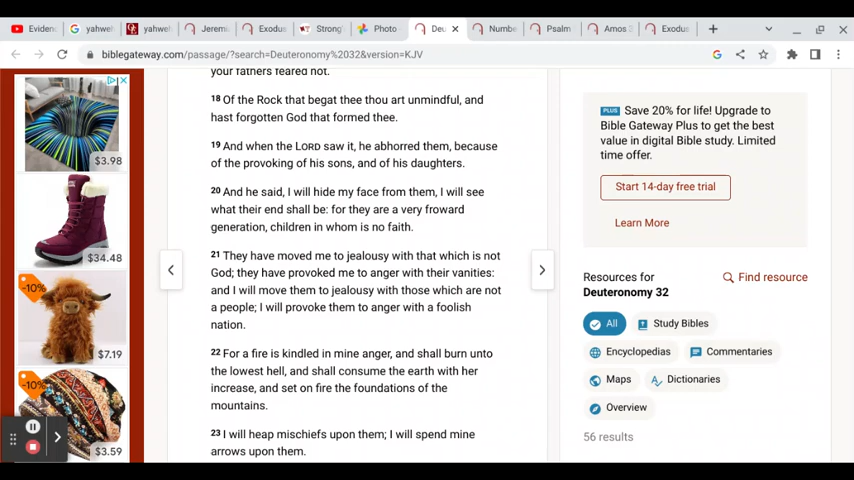 Eviden
yahwe
yahwe
Jeremi
Exodus
Strong'
Photo
Deu
Numbe
Psalm
Amos 3
Exodus
biblegateway.com/passage/?search=Deuteronomy%2032&version=KJV
your fathers feared not.
18 Of the Rock that begat thee thou art unmindful, and
hast forgotten God that formed thee.
19 And when the LORD saw it, he abhorred them, because
of the provoking of his sons, and of his daughters.
20 And he said, I will hide my face from them, I will see
what their end shall be: for they are a very froward
generation, children in whom is no faith.
21 They have moved me to jealousy with that which is not
God; they have provoked me to anger with their vanities:
and I will move them to jealousy with those which are not
a people; I will provoke them to anger with a foolish
nation.
22 For a fire is kindled in mine anger, and shall burn unto
the lowest hell, and shall consume the earth with her
increase, and set on fire the foundations of the
mountains.
23 I will heap mischiefs upon them; I will spend mine
arrows upon them.
$3.98
$34.48
-10%
$7.19
-10%
$3.59
PLUS Save 20% for life! Upgrade to
Bible Gateway Plus to get the best
value in digital Bible study. Limited
time offer.
Start 14-day free trial
Learn More
Resources for
Deuteronomy 32
Find resource
All
Study Bibles
Encyclopedias
Commentaries
Maps
Dictionaries
Overview
56 results